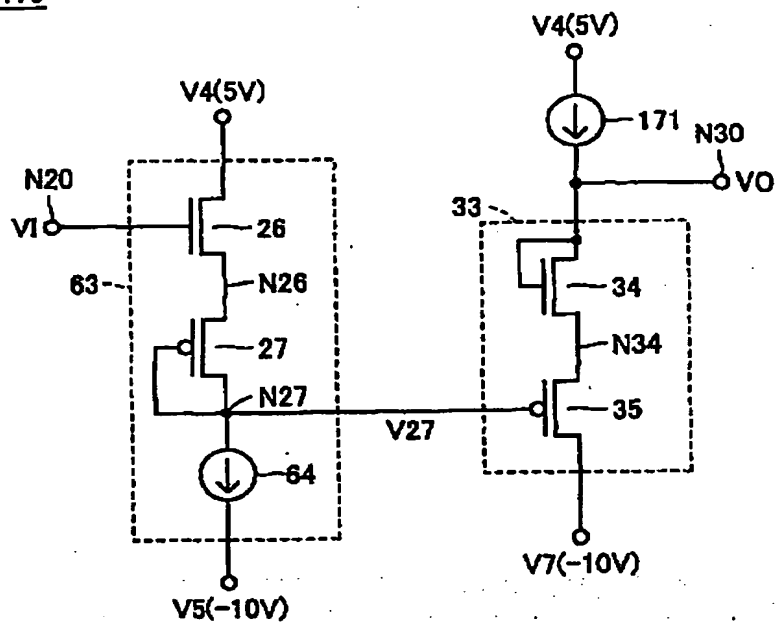 V4(5V)
171
N30
VO
V4(5V)
N20
VI
26
33
34
63
N26
27
N34
N27
35
V27
64
V7(-10V)
V5(-10V)